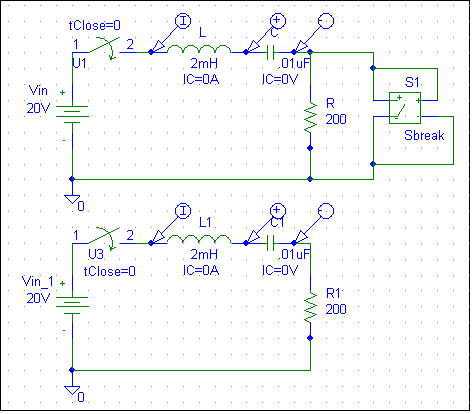 tClose=0
I
L
+
C
-
1
2
U1
2mH
.01uF
S1
IC=0A
IC=0V
Vin
+
20V
R
200
+
+
-
-
Sbreak
-
0
I
L1
+
C1
-
1
2
U3
2mH
.01uF
tClose=0
IC=0A
IC=0V
Vin_1
+
20V
R1
200
-
0